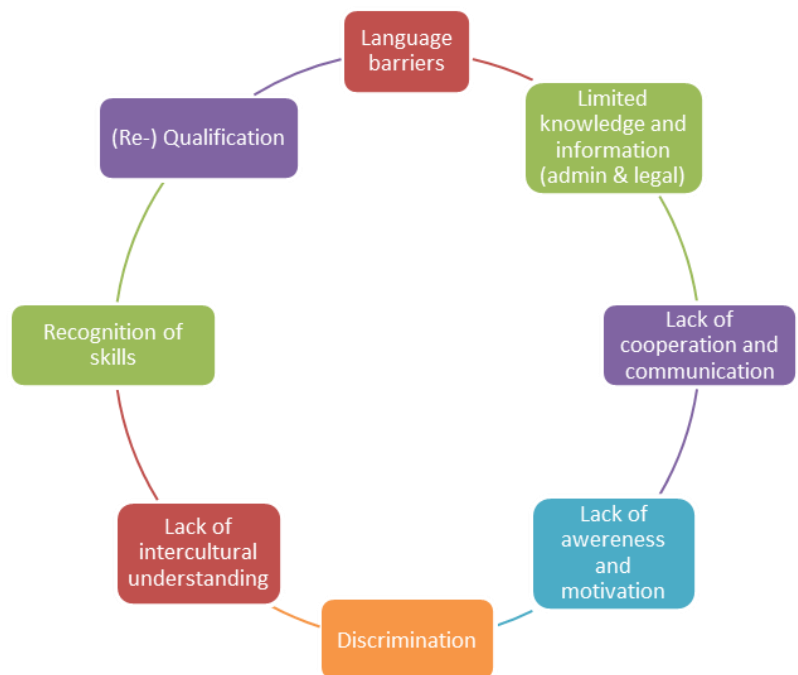 Language
barriers
Limited
knowledge and
information
(admin & legal)
Lack of
cooperation and
communication
Lack of
awereness
and
motivation
Discrimination
Lack of
intercultural
understanding
Recognition of
skills
(Re-) Qualification